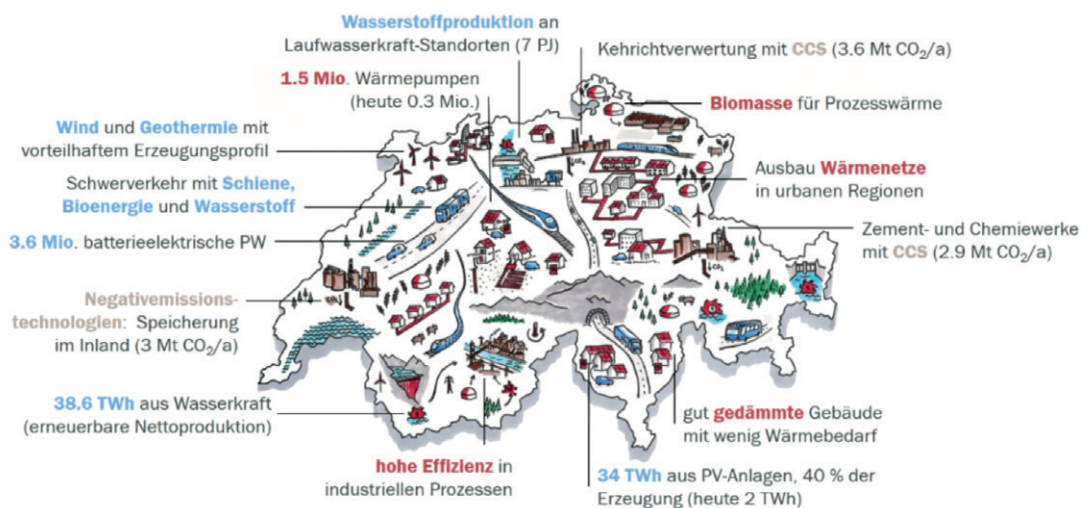 Wasserstoffproduktion an
Laufwasserkraft-Standorten (7 PJ)
Kehrichtverwertung mit CCS (3.6 Mt CO₂/a)
1.5 Mio. Wärmepumpen
(heute 0.3 Mio.)
Biomasse für Prozesswärme
Wind und Geothermie mit
vorteilhaftem Erzeugungsprofil
Ausbau Wärmenetze
in urbanen Regionen
Schwerverkehr mit Schiene,
Bioenergie und Wasserstoff
Zement- und Chemiewerke
mit CCS (2.9 Mt CO₂/a)
3.6 Mio. batterieelektrische PW
Negativemissions-
technologien: Speicherung
im Inland (3 Mt CO₂/a)
38.6 TWh aus Wasserkraft
(erneuerbare Nettoproduktion)
gut gedämmte Gebäude
mit wenig Wärmebedarf
hohe Effizienz in
industriellen Prozessen
34 TWh aus PV-Anlagen, 40 % der
Erzeugung (heute 2 TWh)